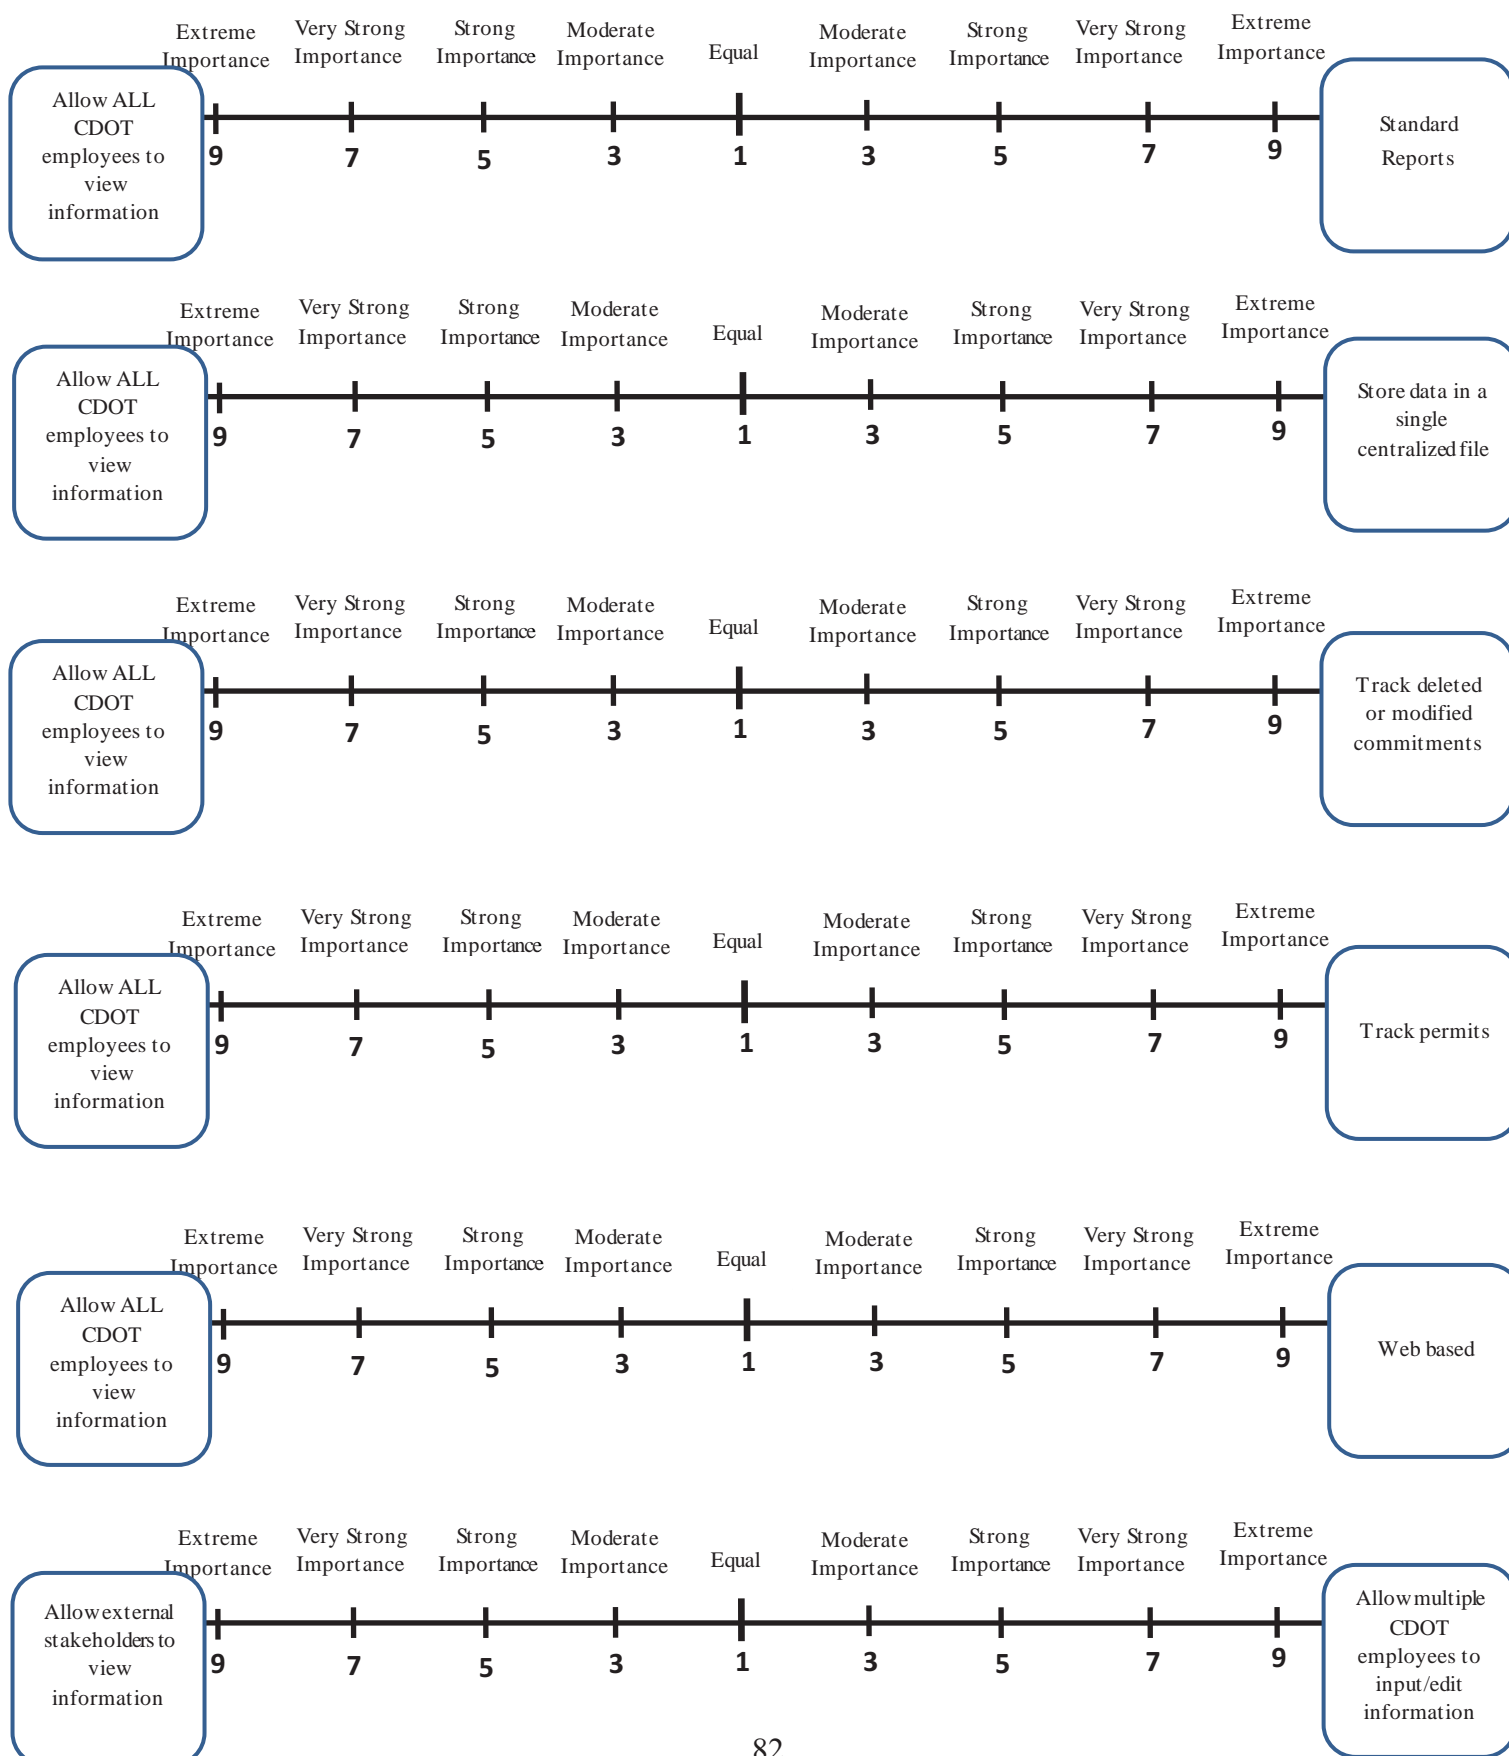 Extreme Importance
Very Strong Importance
Strong Importance
Moderate Importance
Equal
Moderate Importance
Strong Importance
Very Strong Importance
Extreme Importance
Allow ALL
CDOT
employees to
view
information
9 7 5 3 1 3 5 7 9
Standard
Reports
Extreme Importance
Very Strong Importance
Strong Importance
Moderate Importance
Equal
Moderate Importance
Strong Importance
Very Strong Importance
Extreme Importance
Allow ALL
CDOT
employees to
view
information
9 7 5 3 1 3 5 7 9
Store data in a
single
centralized file
Extreme Importance
Very Strong Importance
Strong Importance
Moderate Importance
Equal
Moderate Importance
Strong Importance
Very Strong Importance
Extreme Importance
Allow ALL
CDOT
employees to
view
information
9 7 5 3 1 3 5 7 9
Track deleted
or modified
commitments
Extreme Importance
Very Strong Importance
Strong Importance
Moderate Importance
Equal
Moderate Importance
Strong Importance
Very Strong Importance
Extreme Importance
Allow ALL
CDOT
employees to
view
information
9 7 5 3 1 3 5 7 9
Track permits
Extreme Importance
Very Strong Importance
Strong Importance
Moderate Importance
Equal
Moderate Importance
Strong Importance
Very Strong Importance
Extreme Importance
Allow ALL
CDOT
employees to
view
information
9 7 5 3 1 3 5 7 9
Web based
Extreme Importance
Very Strong Importance
Strong Importance
Moderate Importance
Equal
Moderate Importance
Strong Importance
Very Strong Importance
Extreme Importance
Allow external
stakeholders to
view
information
9 7 5 3 1 3 5 7 9
Allow multiple
CDOT
employees to
input/edit
information
82